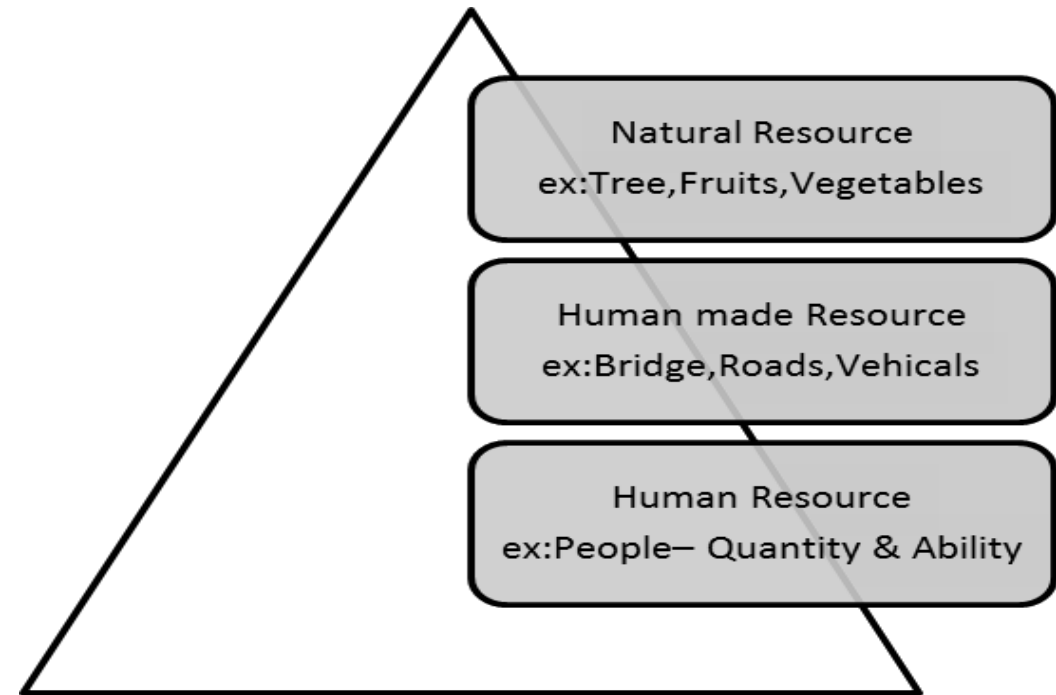 Natural Resource
ex:Tree,Fruits,Vegetables
Human made Resource
ex:Bridge,Roads,Vehicals
Human Resource
ex:People– Quantity & Ability